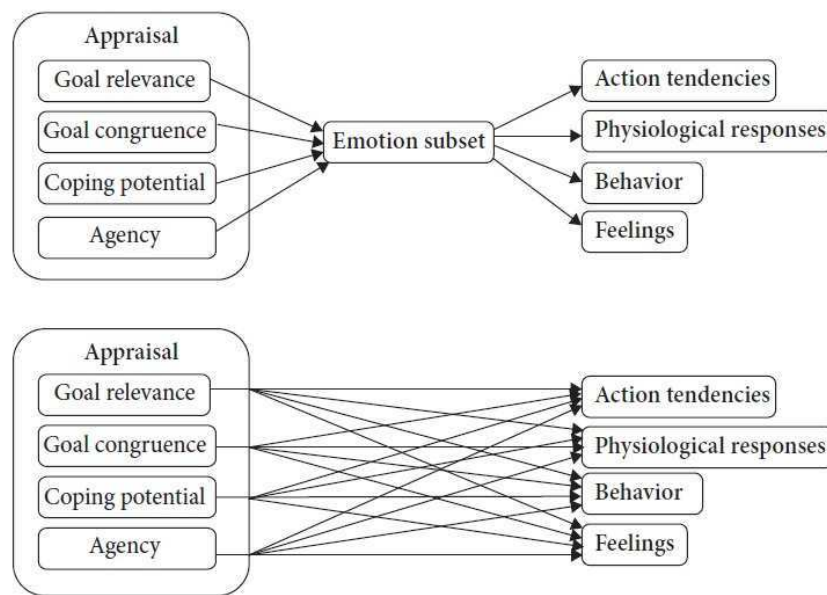 Appraisal
Goal relevance
Goal congruence
Coping potential
Agency
Emotion subset
Action tendencies
Physiological responses
Behavior
Feelings
Appraisal
Goal relevance
Goal congruence
Coping potential
Agency
Action tendencies
Physiological responses
Behavior
Feelings